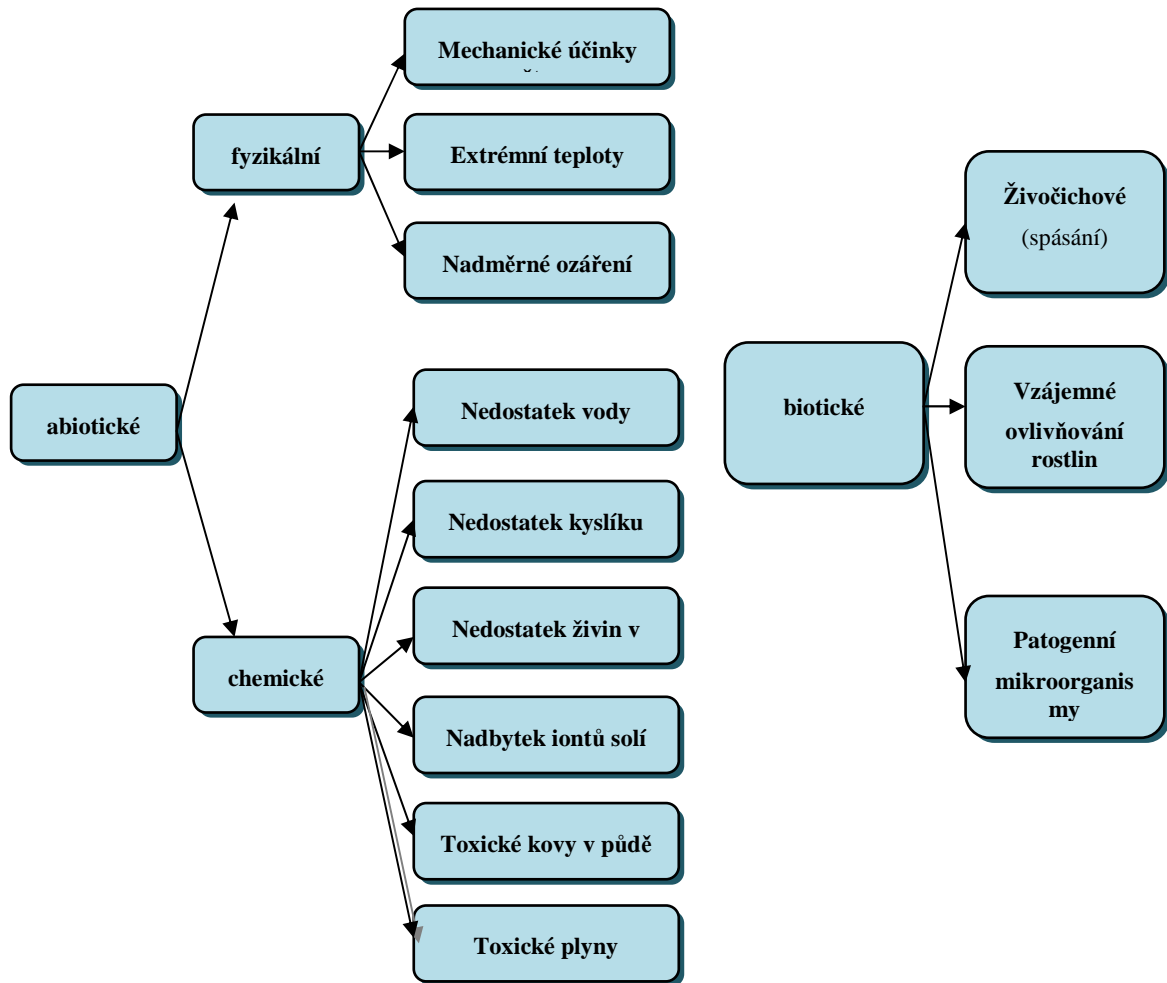 Mechanické účinky
fyzikální
Extrémní teploty
Nadměrné ozáření
abiotické
Nedostatek vody
Nedostatek kyslíku
Nedostatek živin v
chemické
Nadbytek iontů solí
Toxické kovy v půdě
Toxické plyny
Živočichové
(spásání)
biotické
Vzájemné
ovlivňování
rostlin
Patogenní
mikroorganis
my